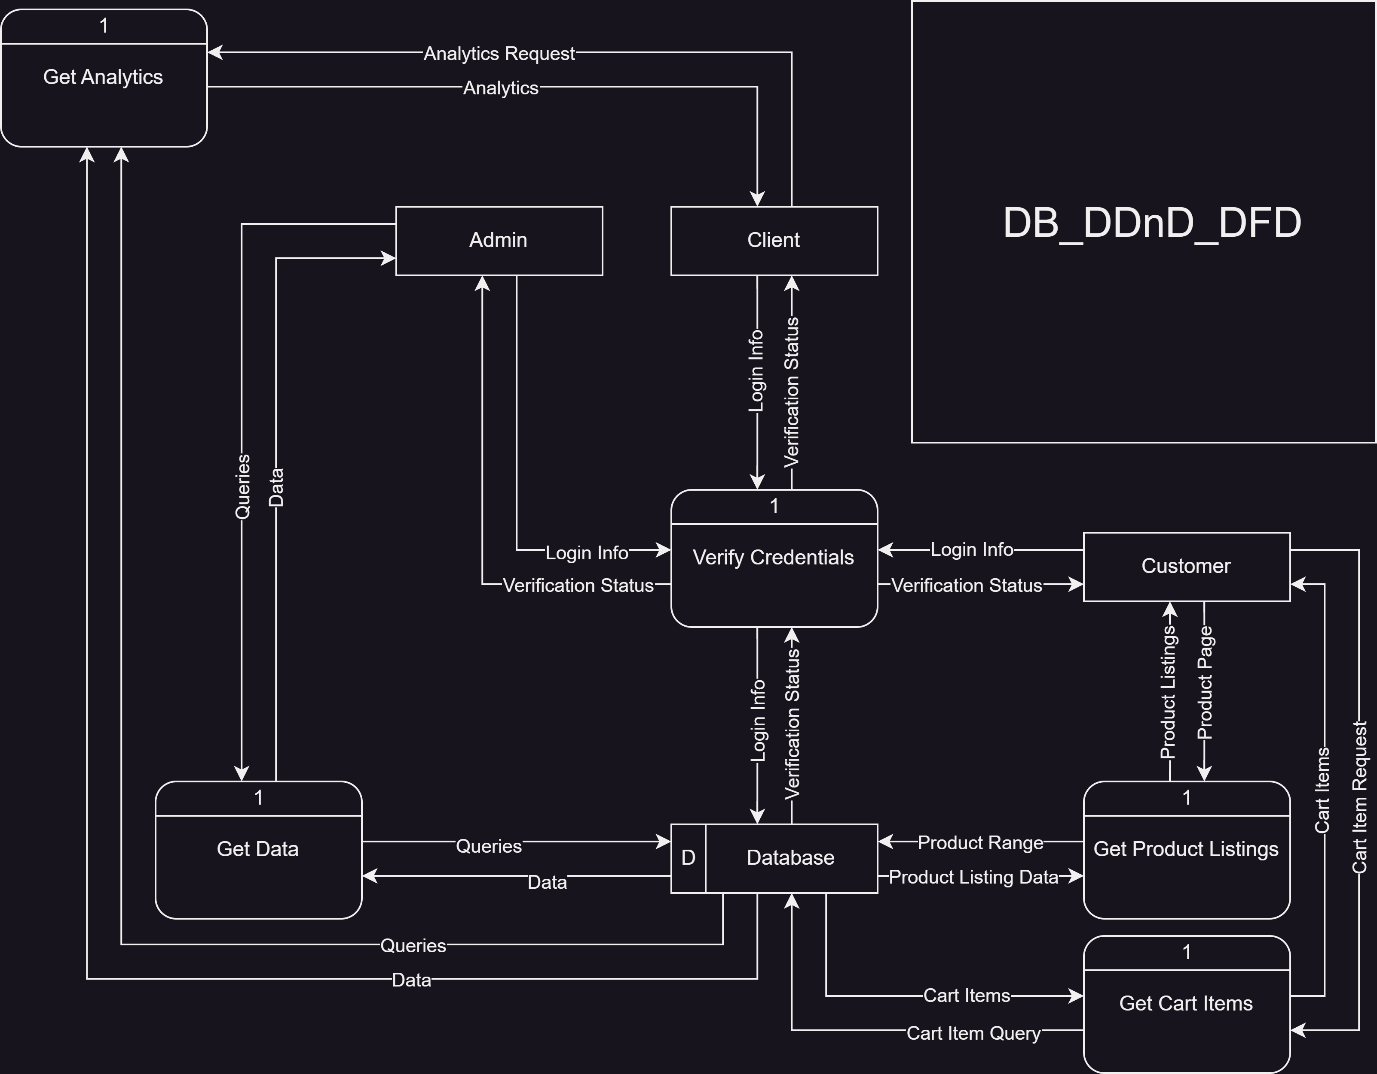 1
Get Analytics
Analytics Request
Analytics
Admin
Client
DB_DDnD_DFD
Queries
Data
Login Info
Verification Status
1
Verify Credentials
Login Info
Verification Status
Login Info
Verification Status
Customer
Login Info
Verification Status
Product Listings
Product Page
Cart Items
Cart Item Request
1
Get Data
Queries
Data
D
Database
Product Range
Product Listing Data
1
Get Product Listings
Queries
Data
Cart Items
Cart Item Query
1
Get Cart Items